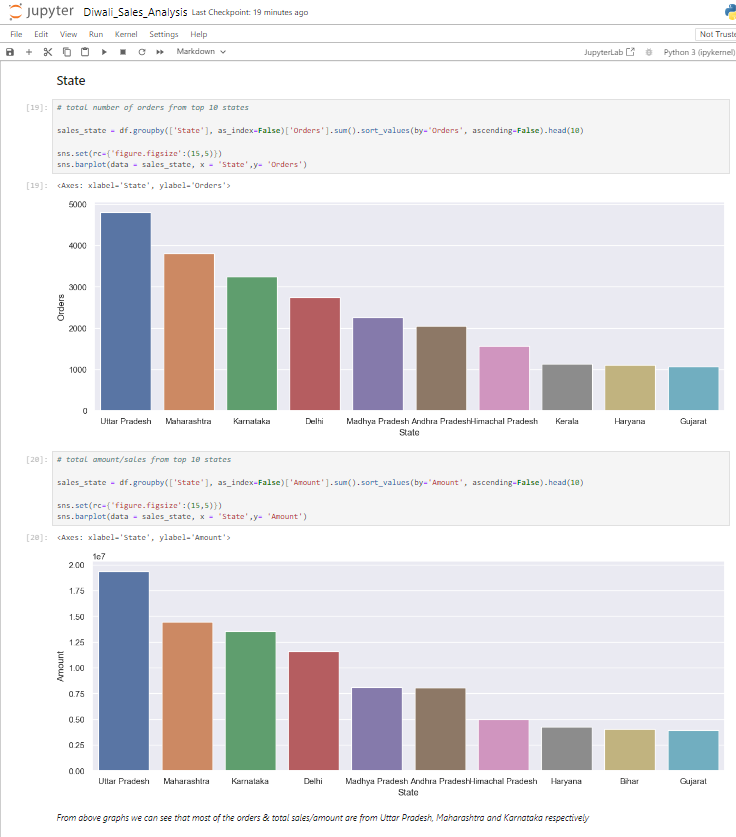 jupyter Diwali_Sales_Analysis Last Checkpoint: 19 minutes ago
File Edit View Run Kernel Settings Help Not Truste
Markdown JupyterLab Python 3 (ipykernel)
State
[19]: # total number of orders from top 10 states
sales_state = df.groupby(['State'], as_index=False)['Orders'].sum().sort_values(by='Orders', ascending=False).head(10)
sns.set(rc={'figure.figsize':(15,5)})
sns.barplot(data = sales_state, x = 'State',y= 'Orders')
[19]: <Axes: xlabel='State', ylabel='Orders'>
5000
4000
3000
2000
1000
0
Orders
Uttar Pradesh Maharashtra Karnataka Delhi Madhya Pradesh Andhra Pradesh Himachal Pradesh Kerala Haryana Gujarat
State
[20]: # total amount/sales from top 10 states
sales_state = df.groupby(['State'], as_index=False)['Amount'].sum().sort_values(by='Amount', ascending=False).head(10)
sns.set(rc={'figure.figsize':(15,5)})
sns.barplot(data = sales_state, x = 'State',y= 'Amount')
[20]: <Axes: xlabel='State', ylabel='Amount'>
1e7
2.00
1.75
1.50
1.25
1.00
0.75
0.50
0.25
0.00
Amount
Uttar Pradesh Maharashtra Karnataka Delhi Madhya Pradesh Andhra Pradesh Himachal Pradesh Haryana Bihar Gujarat
State
From above graphs we can see that most of the orders & total sales/amount are from Uttar Pradesh, Maharashtra and Karnataka respectively